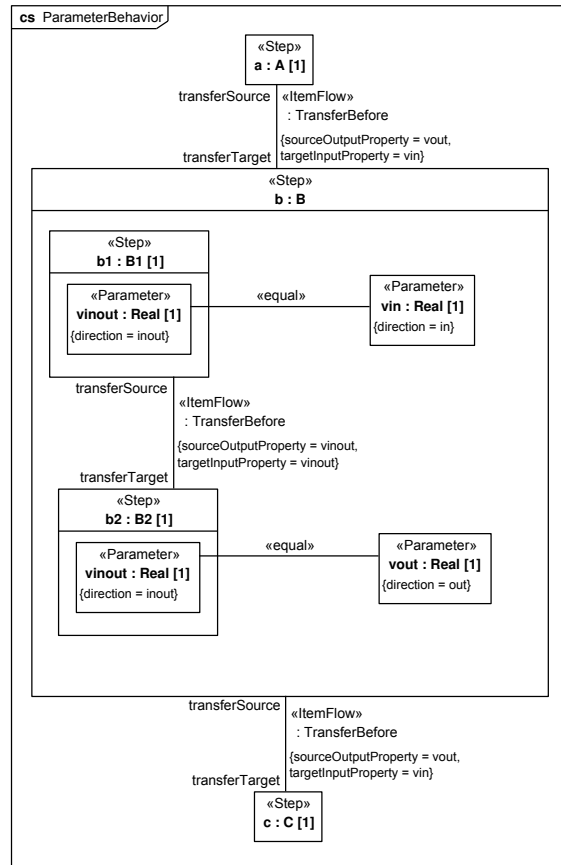 cs ParameterBehavior
«Step»
a : A [1]
transferSource
«ItemFlow»
: TransferBefore
{sourceOutputProperty = vout,
targetInputProperty = vin}
transferTarget
«Step»
b : B
«Step»
b1 : B1 [1]
«Parameter»
vinout : Real [1]
{direction = inout}
«equal»
«Parameter»
vin : Real [1]
{direction = in}
transferSource
«ItemFlow»
: TransferBefore
{sourceOutputProperty = vinout,
targetInputProperty = vinout}
transferTarget
«Step»
b2 : B2 [1]
«Parameter»
vinout : Real [1]
{direction = inout}
«equal»
«Parameter»
vout : Real [1]
{direction = out}
transferSource
«ItemFlow»
: TransferBefore
{sourceOutputProperty = vout,
targetInputProperty = vin}
transferTarget
«Step»
c : C [1]